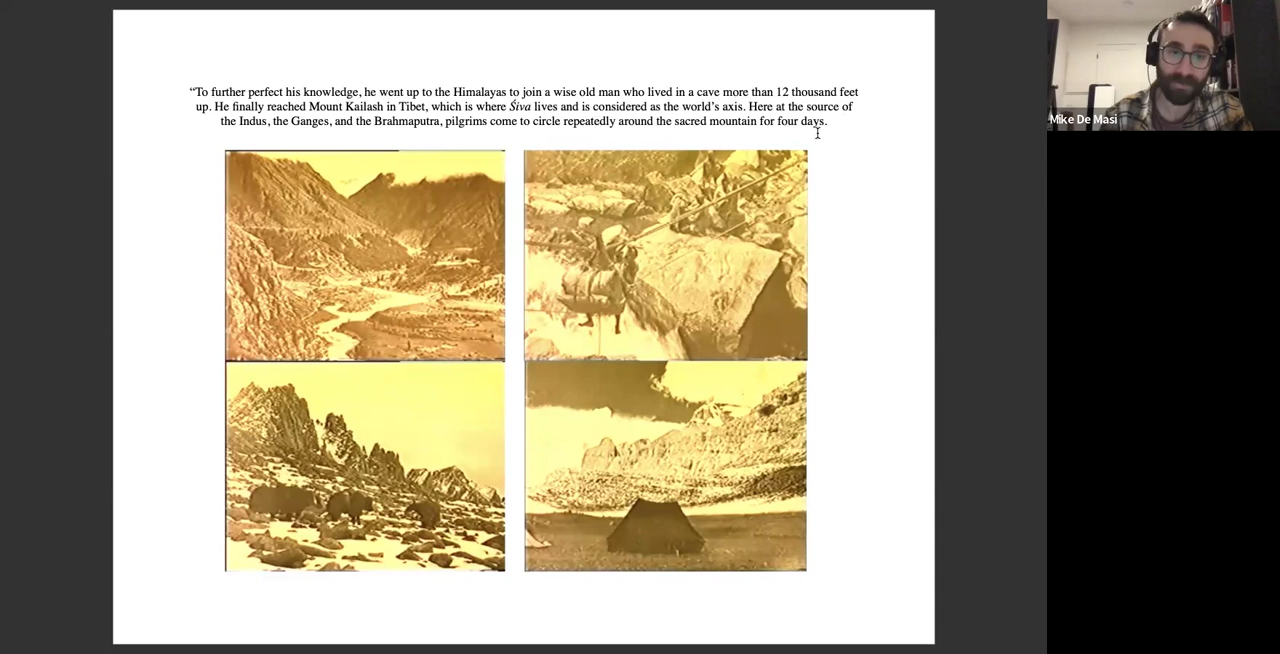 “To further perfect his knowledge, he went up to the Himalayas to join a wise old man who lived in a cave more than 12 thousand feet
up. He finally reached Mount Kailash in Tibet, which is where Śiva lives and is considered as the world’s axis. Here at the source of
the Indus, the Ganges, and the Brahmaputra, pilgrims come to circle repeatedly around the sacred mountain for four days.
Mike De Masi